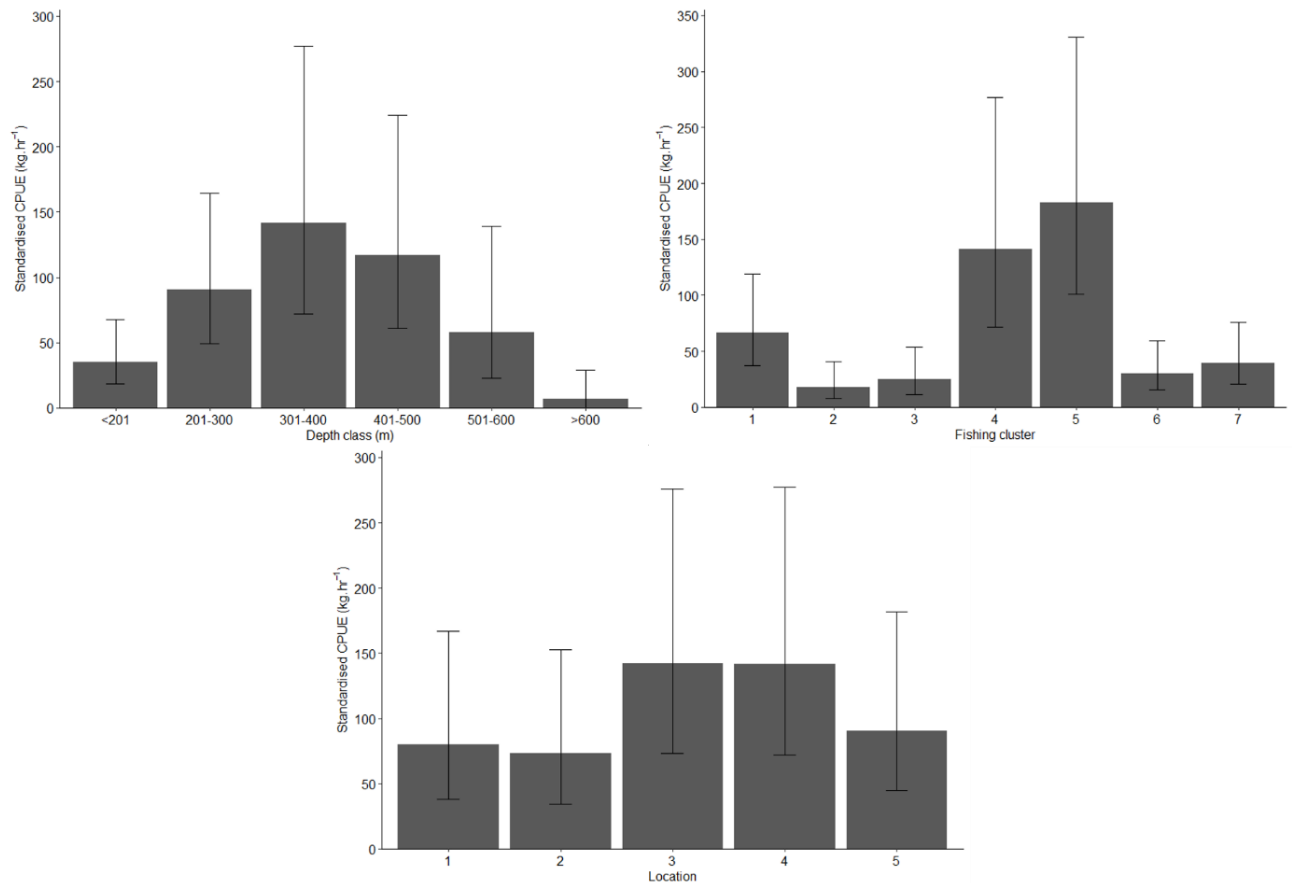 300
250
200
150
100
50
0
Standardised CPUE (kg.hr⁻¹)
<201 201-300 301-400 401-500 501-600 >600
Depth class (m)
350
300
250
200
150
100
50
0
Standardised CPUE (kg.hr⁻¹)
1 2 3 4 5 6 7
Fishing cluster
300
250
200
150
100
50
0
Standardised CPUE (kg.hr⁻¹)
1 2 3 4 5
Location